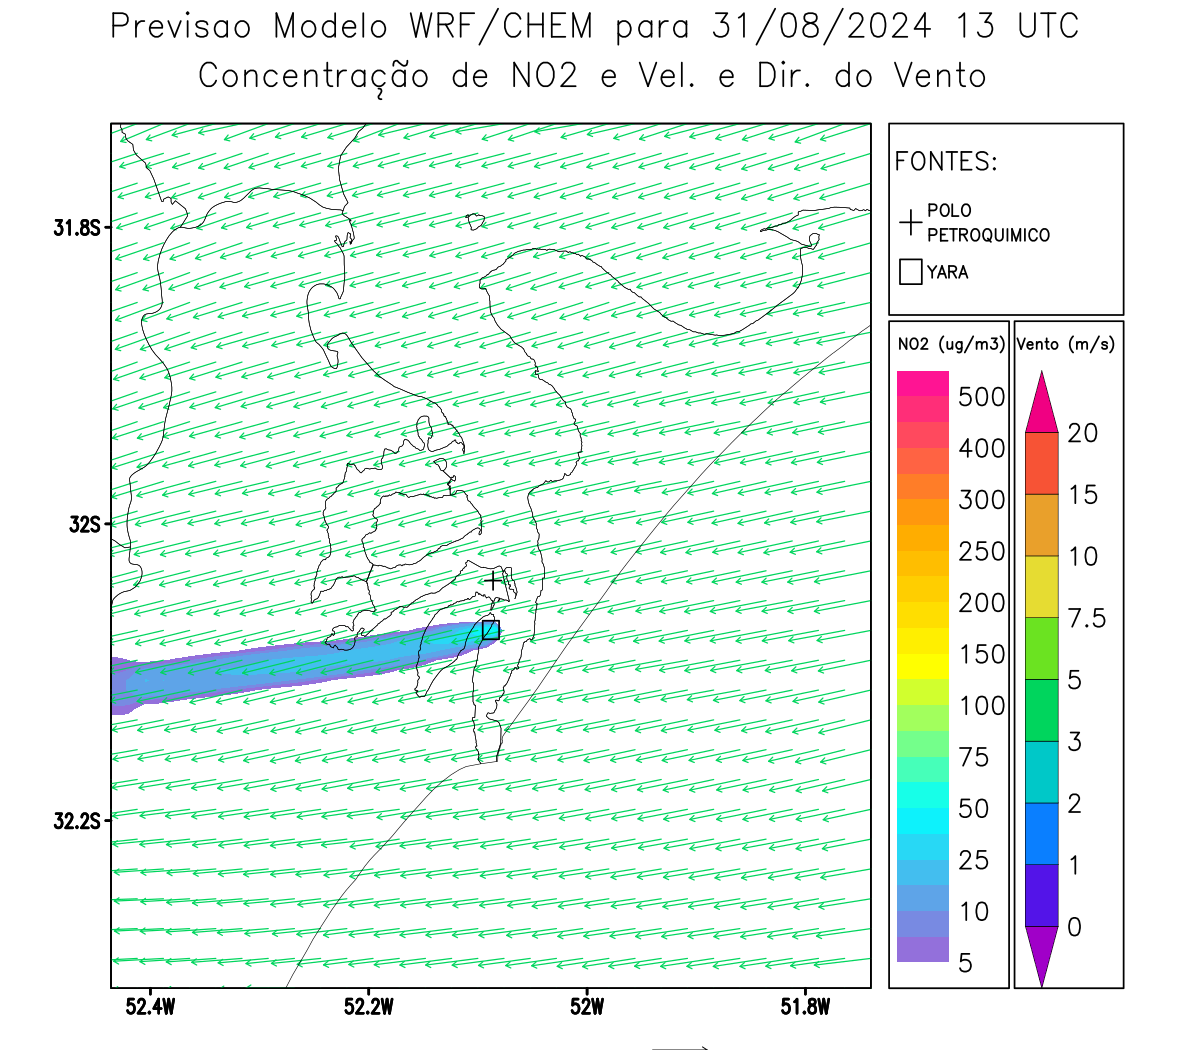 Previsao Modelo WRF/CHEM para 31/08/2024 13 UTC
Concentração de NO2 e Vel. e Dir. do Vento
FONTES:
POLO
PETROQUIMICO
YARA
NO2 (ug/m3)
500
400
300
250
200
150
100
75
50
25
10
5
Vento (m/s)
20
15
10
7.5
5
3
2
1
0
31.8S
32S
32.2S
52.4W
52.2W
52W
51.8W